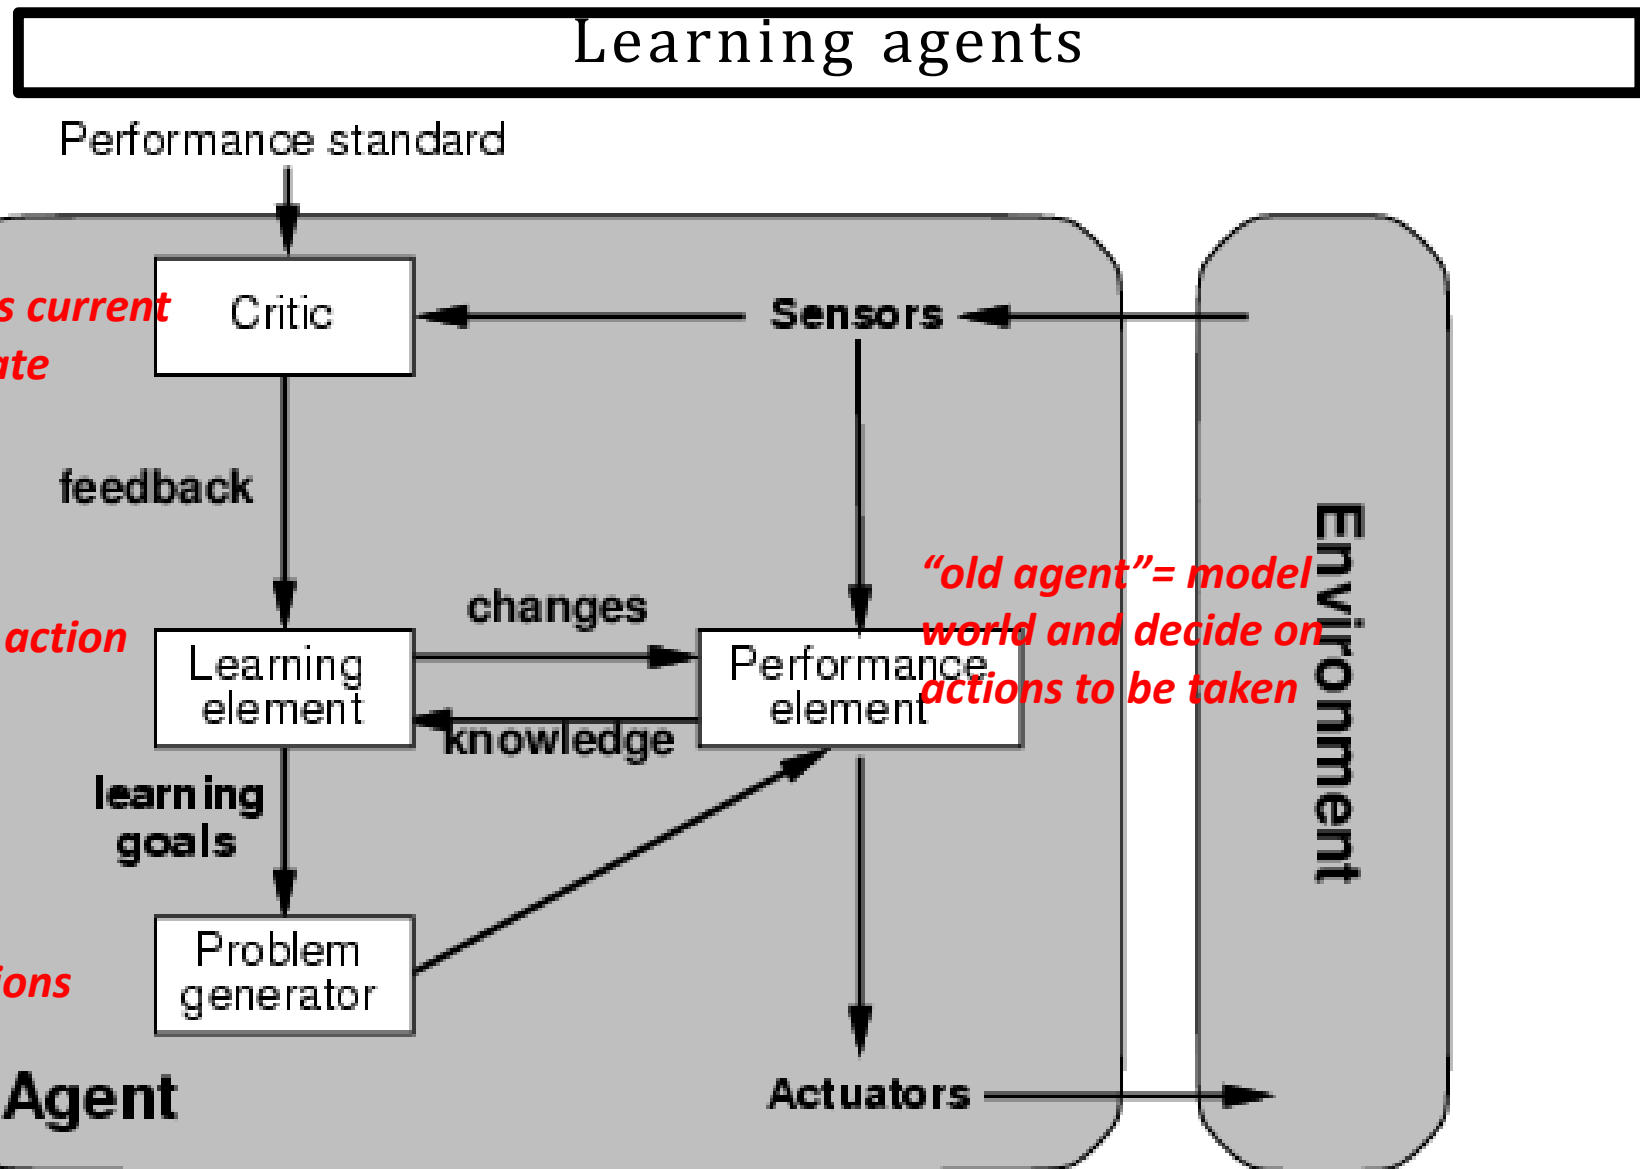 Learning agents
Performance standard
Critic
Sensors
s current
ate
feedback
changes
"old agent"= model
world and decide on
actions to be taken
action
Learning
element
Performance
element
knowledge
learning
goals
Environment
Problem
generator
ions
Agent
Actuators